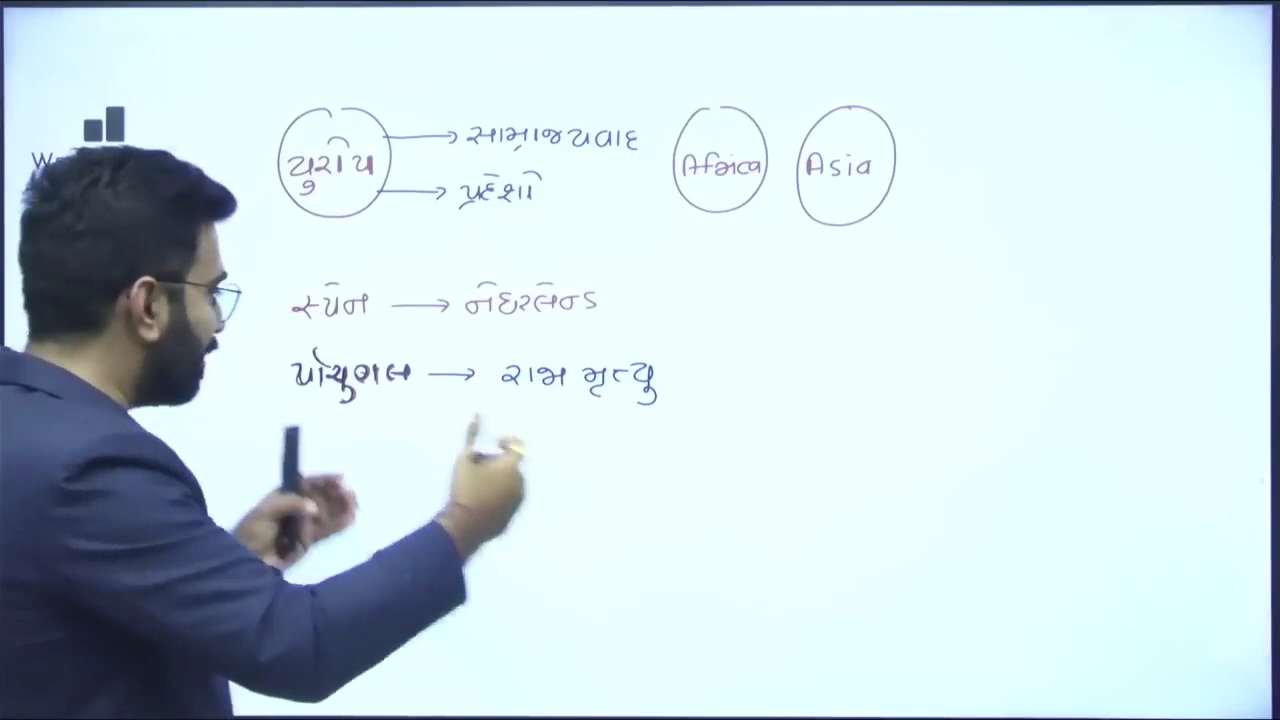 યુરોપ → સામ્રાજ્યવાદ
→ પ્રદેશો
Africa
Asia
સ્પેન → નેધરલેન્ડ
પોર્ચુગલ → રાજા મૃત્યુ